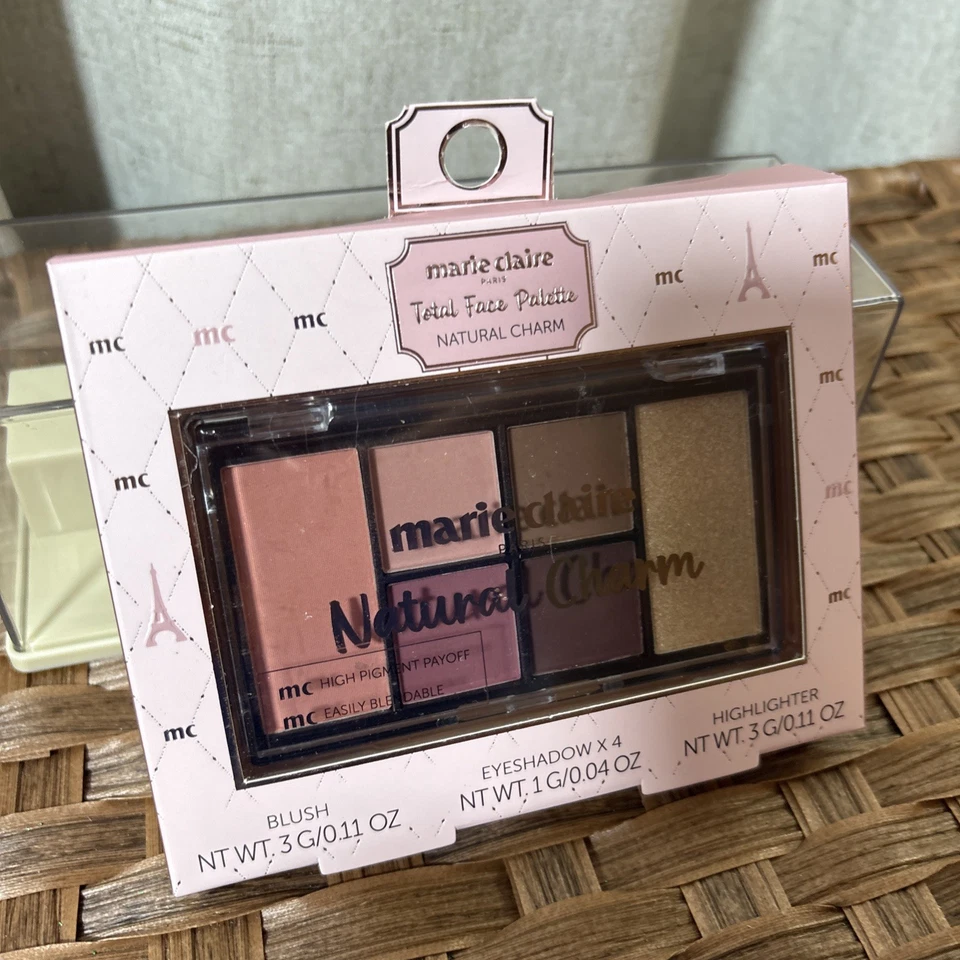 marie claire
PARIS
Total Face Palette
NATURAL CHARM
mc
mc
mc
mc
mc
mc
mc
mc
mc
mc
marie claire
PARIS
Natural Charm
mc HIGH PIGMENT PAYOFF
mc EASILY BLENDABLE
BLUSH
NT WT. 3 G/0.11 OZ
EYESHADOW X 4
NT WT. 1 G/0.04 OZ
HIGHLIGHTER
NT WT. 3 G/0.11 OZ